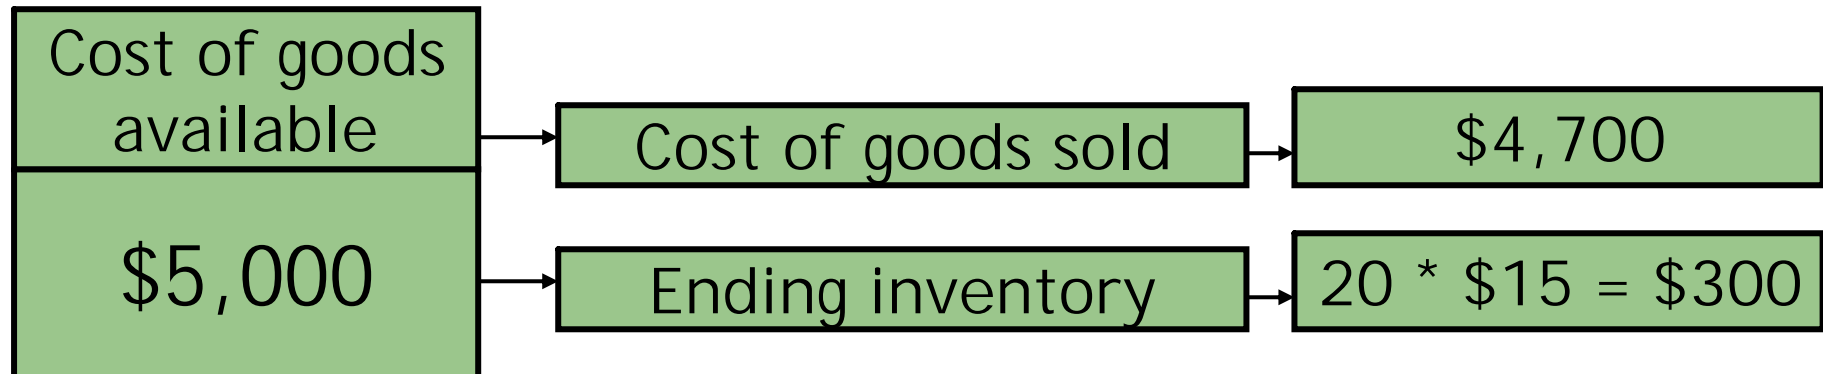 Cost of goods
available
$5,000
Cost of goods sold
$4,700
Ending inventory
20 * $15 = $300